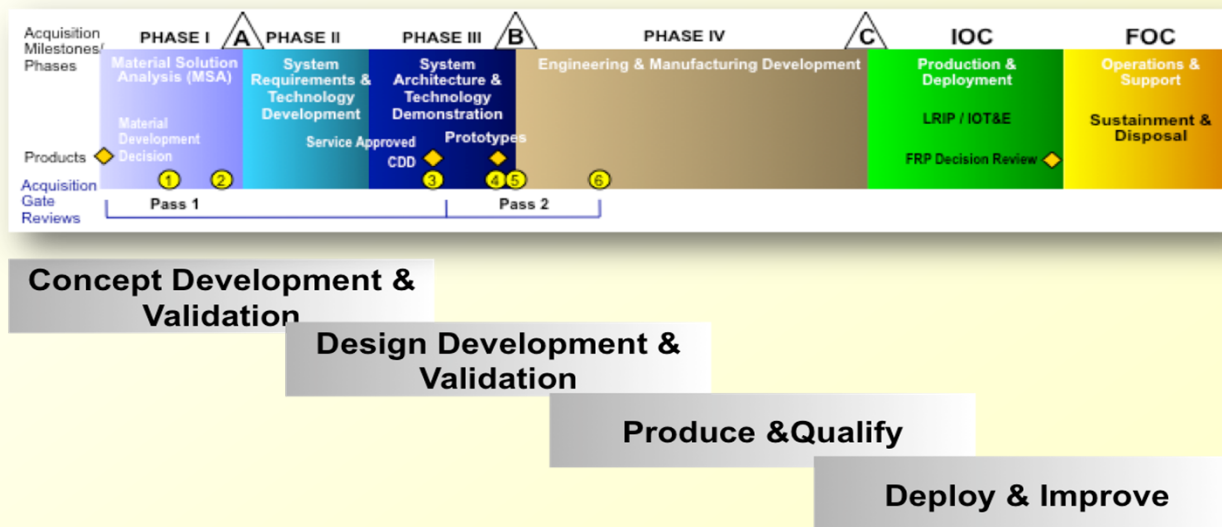 Acquisition
Milestones/
Phases
PHASE I
A
PHASE II
PHASE III
B
PHASE IV
C
IOC
FOC
Material Solution
Analysis (MSA)
System
Requirements &
Technology
Development
System
Architecture &
Technology
Demonstration
Engineering & Manufacturing Development
Production &
Deployment
Operations &
Support
Material
Development
Decision
Service Approved
CDD
Prototypes
LRIP / IOT&E
Sustainment &
Disposal
FRP Decision Review
Products
Acquisition
Gate
Reviews
1
2
3
4
5
6
Pass 1
Pass 2
Concept Development &
Validation
Design Development &
Validation
Produce &Qualify
Deploy & Improve